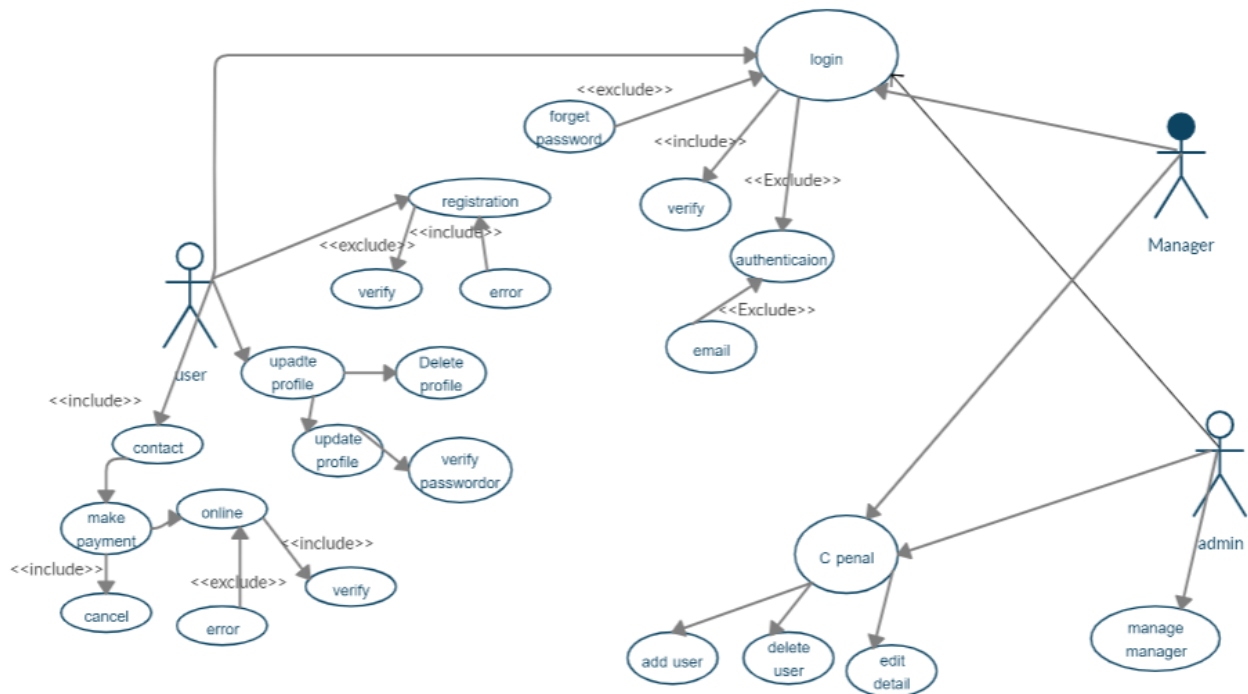 login
<<exclude>>
forget
password
<<include>>
<<Exclude>>
verify
Manager
registration
<<exclude>>
<<include>>
authenticaion
verify
error
<<Exclude>>
email
user
upadte
profile
Delete
profile
<<include>>
contact
update
profile
verify
passwordor
make
payment
online
<<include>>
<<include>>
<<exclude>>
verify
cancel
error
admin
C penal
manage
manager
add user
delete
user
edit
detail